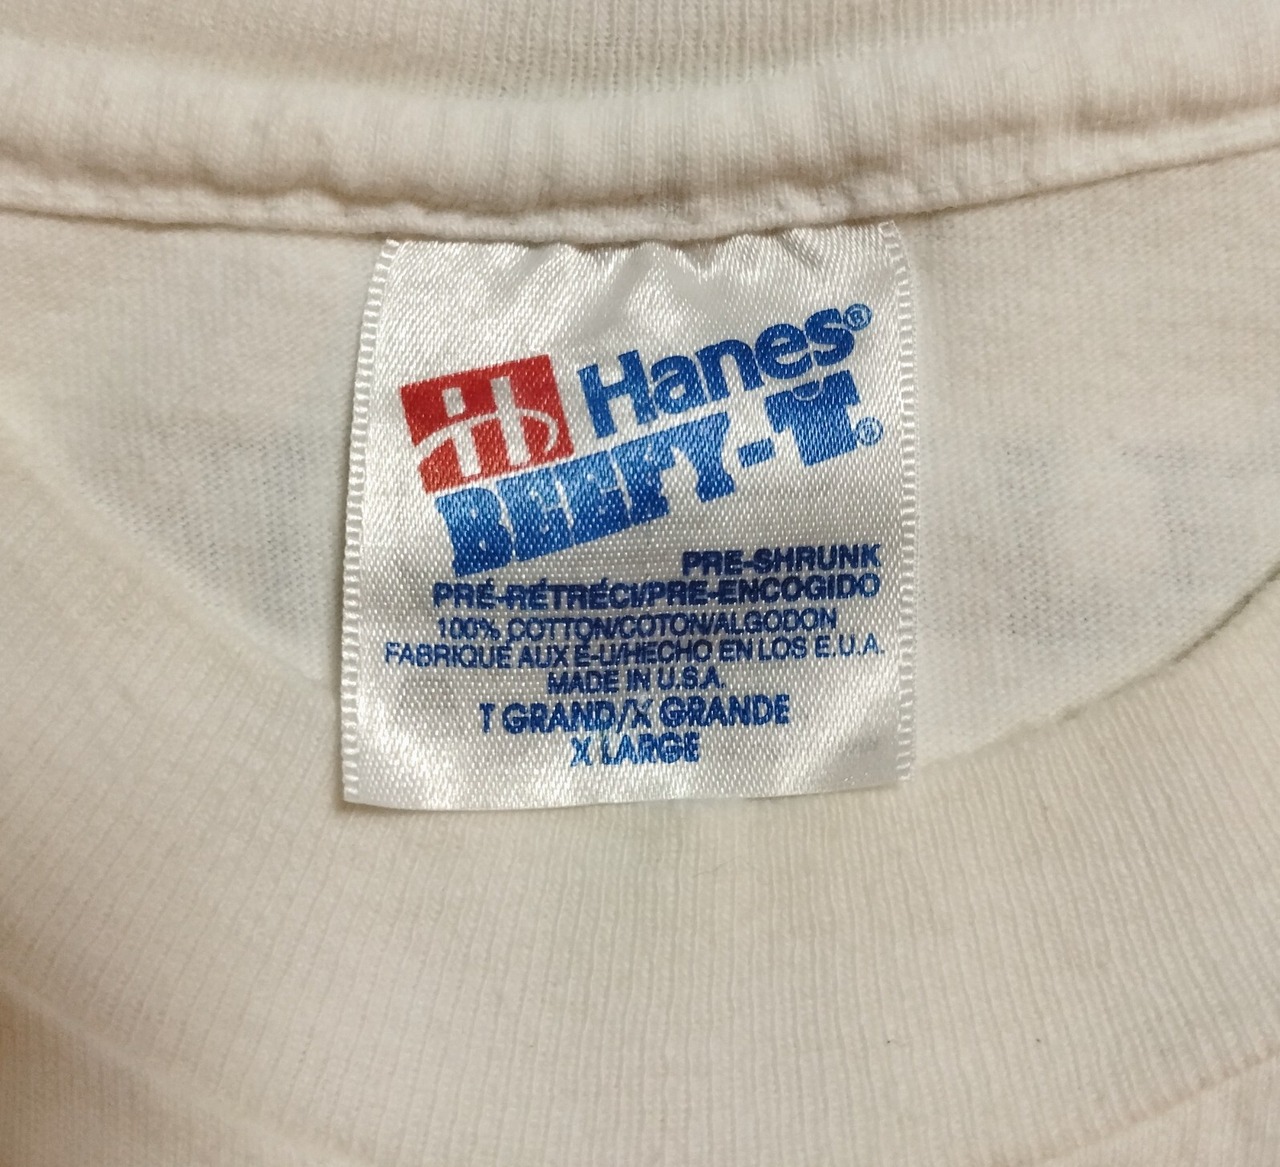 Hanes®
BEEFY-T.®
PRE-SHRUNK
PRÉ-RÉTRÉCI/PRE-ENCOGIDO
100% COTTON/COTON/ALGODON
FABRIQUE AUX E-U/HECHO EN LOS E.U.A.
MADE IN U.S.A.
T GRAND/X GRANDE
X LARGE